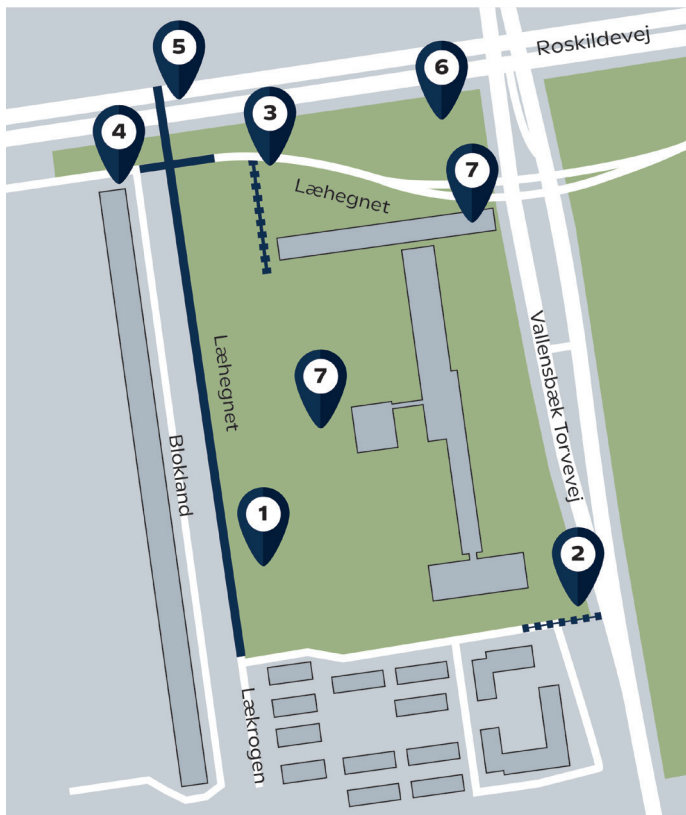 5
Roskildevej
6
3
4
7
Læhegnet
Læhegnet
Vallensbæk Torvevej
7
Blokland
1
2
Lækrogen